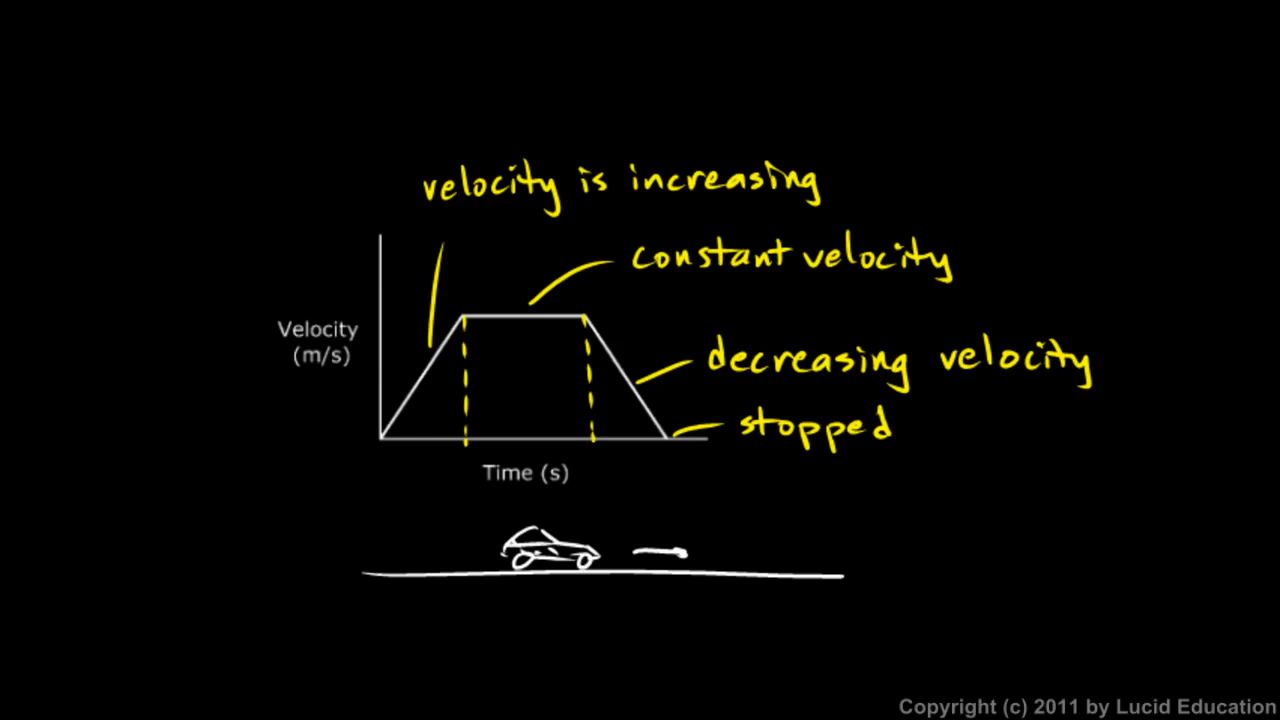 velocity is increasing
constant velocity
Velocity
(m/s)
decreasing velocity
stopped
Time (s)
Copyright (c) 2011 by Lucid Education